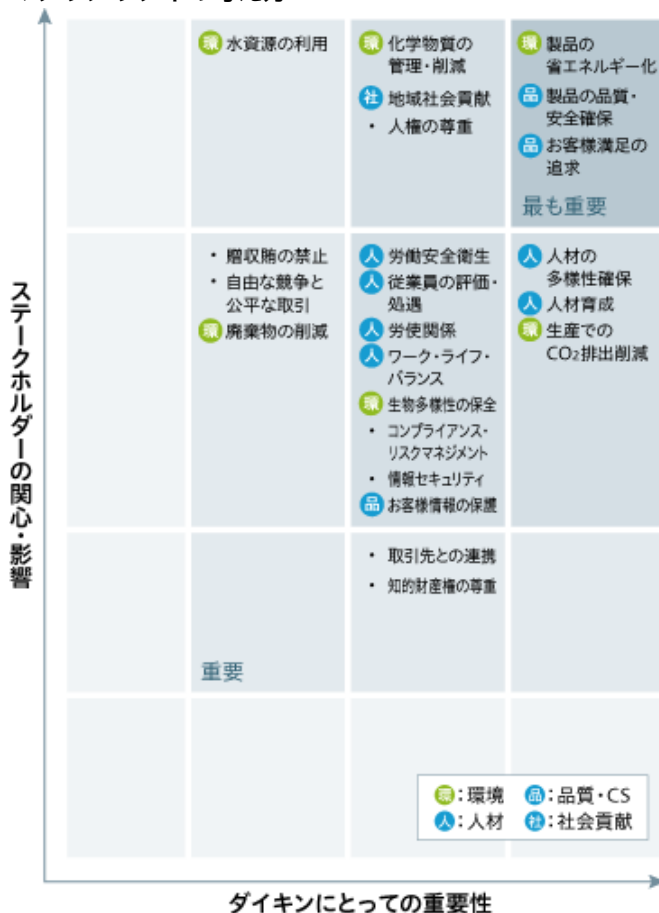 環 水資源の利用
環 化学物質の
管理・削減
社 地域社会貢献
・ 人権の尊重
環 製品の
省エネルギー化
品 製品の品質・
安全確保
品 お客様満足の
追求
最も重要
・ 贈収賄の禁止
・ 自由な競争と
公平な取引
環 廃棄物の削減
人 労働安全衛生
人 従業員の評価・
処遇
人 労使関係
人 ワーク・ライフ・
バランス
環 生物多様性の保全
・ コンプライアンス・
リスクマネジメント
・ 情報セキュリティ
品 お客様情報の保護
人 人材の
多様性確保
人 人材育成
環 生産での
CO2排出削減
・ 取引先との連携
・ 知的財産権の尊重
重要
環:環境 品:品質・CS
人:人材 社:社会貢献
ステークホルダーの関心・影響
ダイキンにとっての重要性